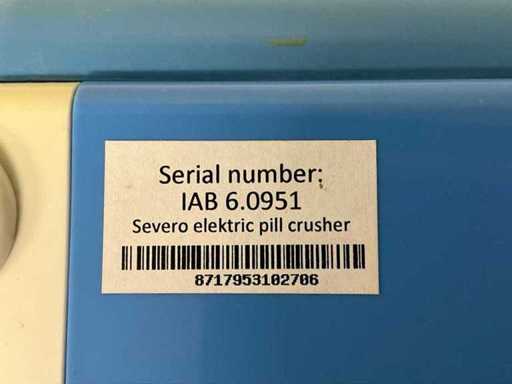 Serial number:
IAB 6.0951
Severo elektric pill crusher
8717953102706